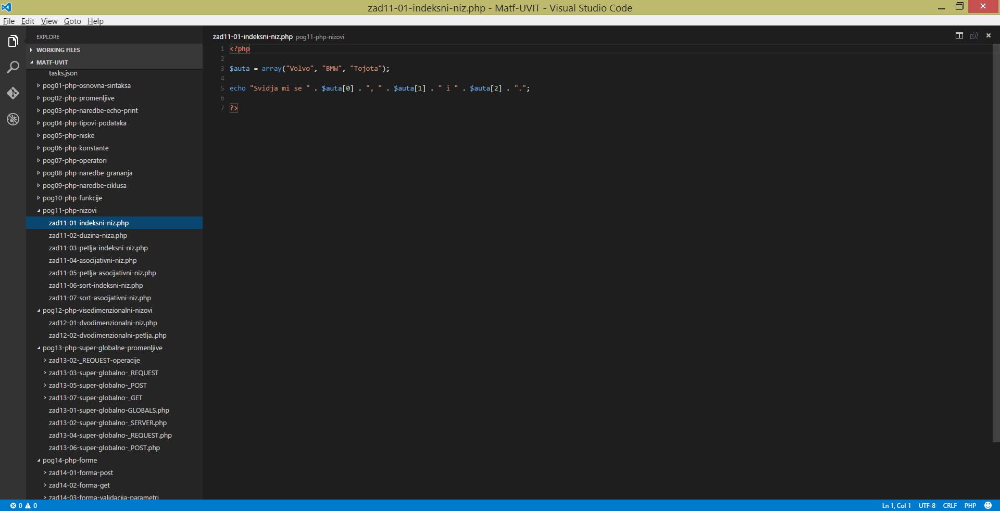 zad11-01-indeksni-niz.php - Matf-UVIT - Visual Studio Code
File Edit View Goto Help
EXPLORE
WORKING FILES
MATF-UVIT
tasks.json
pog01-php-osnovna-sintaksa
pog02-php-promenljive
pog03-php-naredbe-echo-print
pog04-php-tipovi-podataka
pog05-php-niske
pog06-php-konstante
pog07-php-operatori
pog08-php-naredbe-grananja
pog09-php-naredbe-ciklusa
pog10-php-funkcije
pog11-php-nizovi
zad11-01-indeksni-niz.php
zad11-02-duzina-niza.php
zad11-03-petlja-indeksni-niz.php
zad11-04-asocijativni-niz.php
zad11-05-petlja-asocijativni-niz.php
zad11-06-sort-indeksni-niz.php
zad11-07-sort-asocijativni-niz.php
pog12-php-visedimenzionalni-nizovi
zad12-01-dvodimenzionalni-niz.php
zad12-02-dvodimenzionalni-petlja..php
pog13-php-super-globalne-promenljive
zad13-02-_REQUEST-operacije
zad13-03-super-globalno-_REQUEST
zad13-05-super-globalno-_POST
zad13-07-super-globalno-_GET
zad13-01-super-globalno-GLOBALS.php
zad13-02-super-globalno-_SERVER.php
zad13-04-super-globalno-_REQUEST.php
zad13-06-super-globalno-_POST.php
pog14-php-forme
zad14-01-forma-post
zad14-02-forma-get
zad14-03-forma-validacija-parametri
zad11-01-indeksni-niz.php pog11-php-nizovi
1 <?php
2
3 $auta = array("Volvo", "BMW", "Tojota");
4
5 echo "Svidja mi se " . $auta[0] . ", " . $auta[1] . " i " . $auta[2] . ".";
6
7 ?>
0 0
Ln 1, Col 1 UTF-8 CRLF PHP